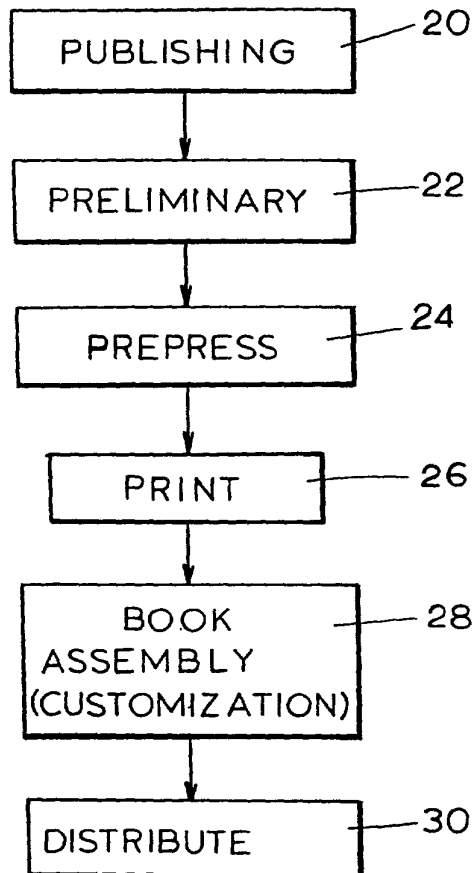 PUBLISHING 20
PRELIMINARY 22
PREPRESS 24
PRINT 26
BOOK 28
ASSEMBLY
(CUSTOMIZATION)
DISTRIBUTE 30